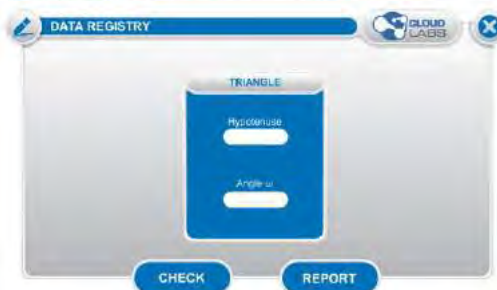 DATA REGISTRY
CLOUD
LABS
TRIANGLE
Hypotenuse
Angle ω
CHECK
REPORT